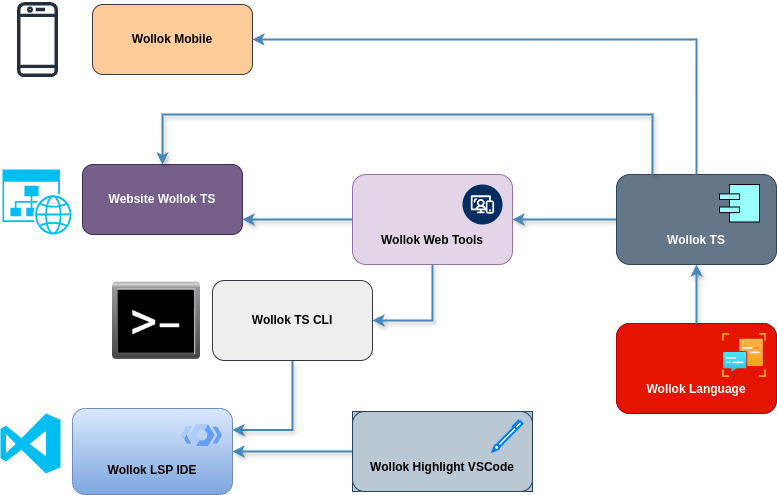 Wollok Mobile
Website Wollok TS
Wollok Web Tools
Wollok TS
Wollok TS CLI
Wollok Language
Wollok LSP IDE
Wollok Highlight VSCode